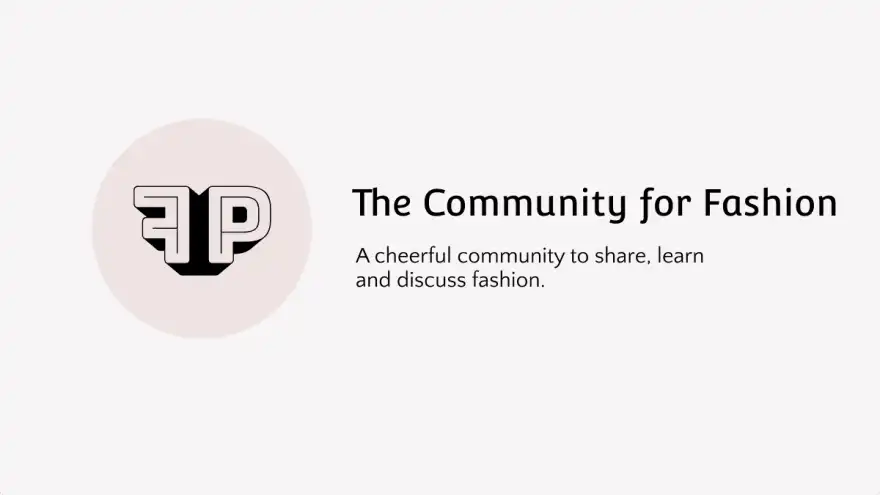 FP
The Community for Fashion
A cheerful community to share, learn
and discuss fashion.